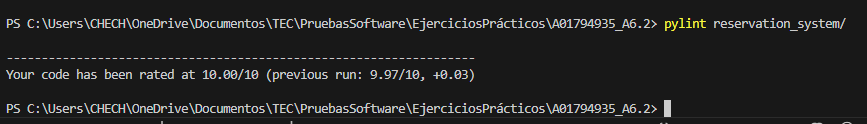 PS C:\Users\CHECH\OneDrive\Documentos\TEC\PruebasSoftware\EjerciciosPrácticos\A01794935_A6.2> pylint reservation_system/
--------------------------------------------------------------------
Your code has been rated at 10.00/10 (previous run: 9.97/10, +0.03)
PS C:\Users\CHECH\OneDrive\Documentos\TEC\PruebasSoftware\EjerciciosPrácticos\A01794935_A6.2>